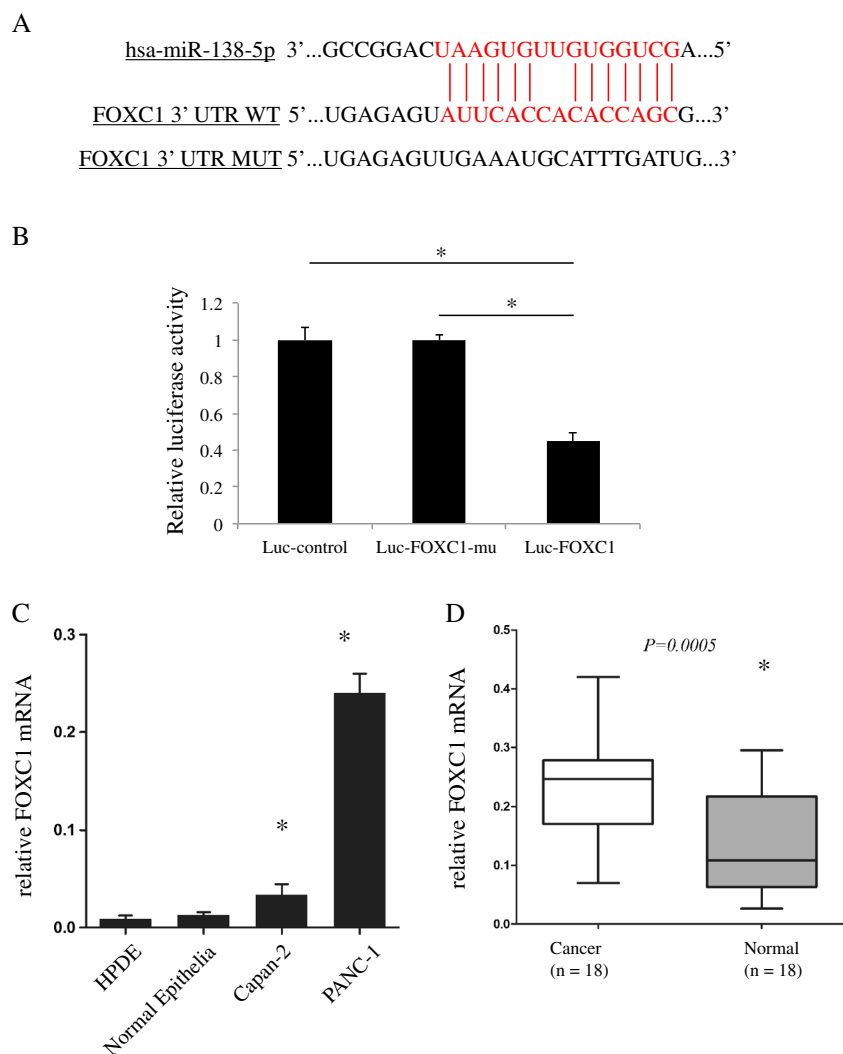 A
hsa-miR-138-5p 3’...GCCGGACUAAGUGUUGUGGUCGA...5’
FOXC1 3’ UTR WT 5’...UGAGAGUAUUCACCACACCAGCG...3’
FOXC1 3’ UTR MUT 5’...UGAGAGUUGAAAUGCATTTGATUG...3’
B
*
*
Relative luciferase activity
1.2
1
0.8
0.6
0.4
0.2
0
Luc-control Luc-FOXC1-mu Luc-FOXC1
C
relative FOXC1 mRNA
0.3
0.2
0.1
0.0
*
*
HPDE
Normal Epithelia
Capan-2
PANC-1
D
relative FOXC1 mRNA
0.5
0.4
0.3
0.2
0.1
0.0
P=0.0005
*
Cancer
(n = 18)
Normal
(n = 18)